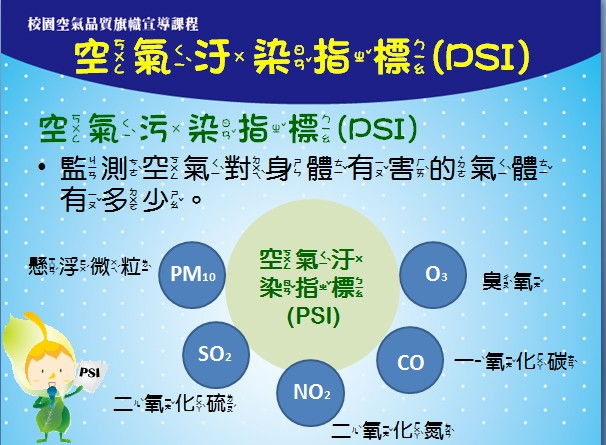 校園空氣品質旗幟宣導課程
空氣汙染指標(PSI)
空氣污染指標(PSI)
• 監測空氣對身體有害的氣體
有多少。
懸浮微粒
PM10
空氣汙
染指標
(PSI)
O3
臭氧
SO2
CO
一氧化碳
PSI
二氧化硫
NO2
二氧化氮